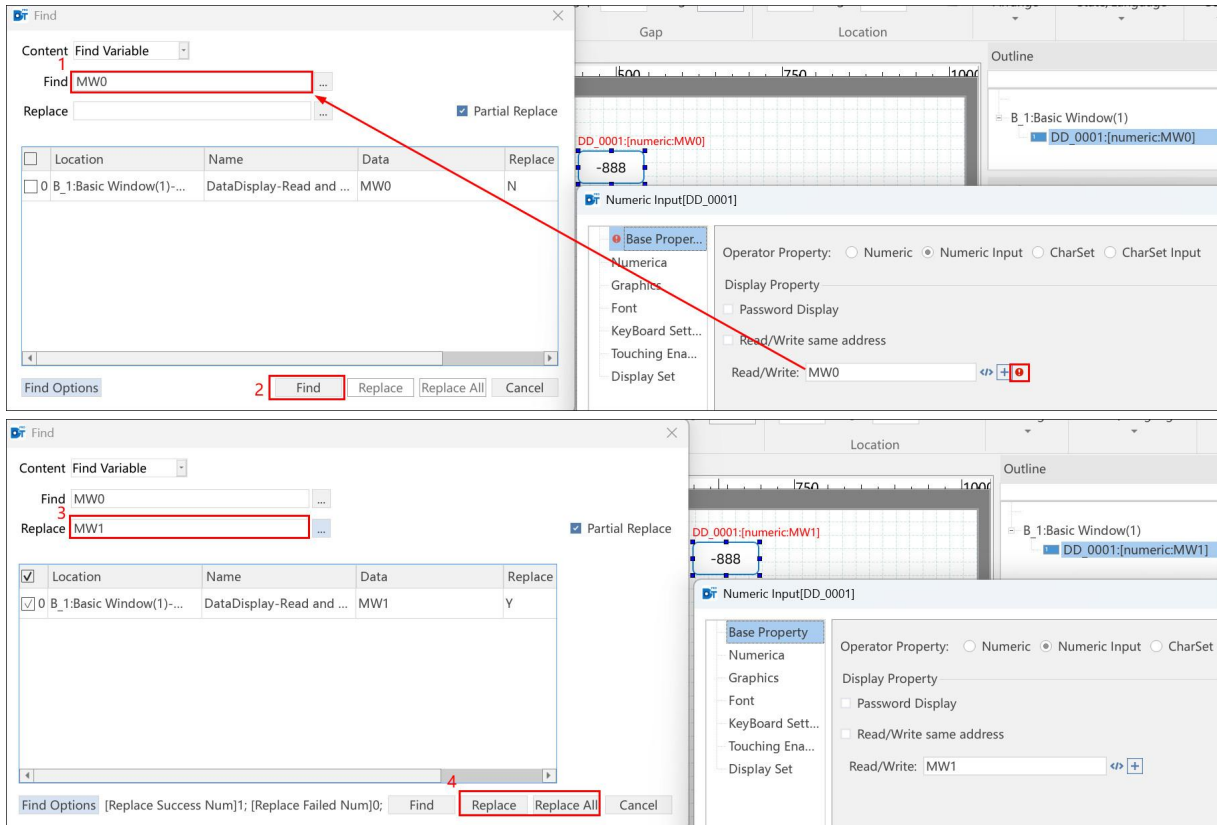 Find
Content Find Variable
1
Find MW0 ...
Replace ... Partial Replace
Location Name Data Replace
0 B_1:Basic Window(1)-... DataDisplay-Read and ... MW0 N
Find Options 2 Find Replace Replace All Cancel
Gap Location
500 750 1000
DD_0001:[numeric:MW0]
-888
Outline
B_1:Basic Window(1)
DD_0001:[numeric:MW0]
Numeric Input[DD_0001]
Base Proper...
Numerica
Graphics
Font
KeyBoard Sett...
Touching Ena...
Display Set
Operator Property: Numeric Numeric Input CharSet CharSet Input
Display Property
Password Display
Read/Write same address
Read/Write: MW0 </> +
Find
Content Find Variable
Find MW0 ...
3
Replace MW1 ... Partial Replace
Location Name Data Replace
0 B_1:Basic Window(1)-... DataDisplay-Read and ... MW1 Y
4
Find Options [Replace Success Num]1; [Replace Failed Num]0; Find Replace Replace All Cancel
Location
750 1000
DD_0001:[numeric:MW1]
-888
Outline
B_1:Basic Window(1)
DD_0001:[numeric:MW1]
Numeric Input[DD_0001]
Base Property
Numerica
Graphics
Font
KeyBoard Sett...
Touching Ena...
Display Set
Operator Property: Numeric Numeric Input CharSet
Display Property
Password Display
Read/Write same address
Read/Write: MW1 </> +